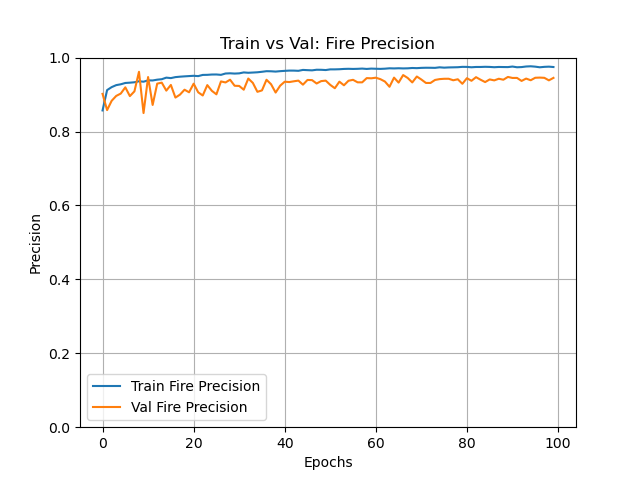 Train vs Val: Fire Precision
1.0
0.8
0.6
0.4
0.2
0.0
Precision
Train Fire Precision
Val Fire Precision
0 20 40 60 80 100
Epochs